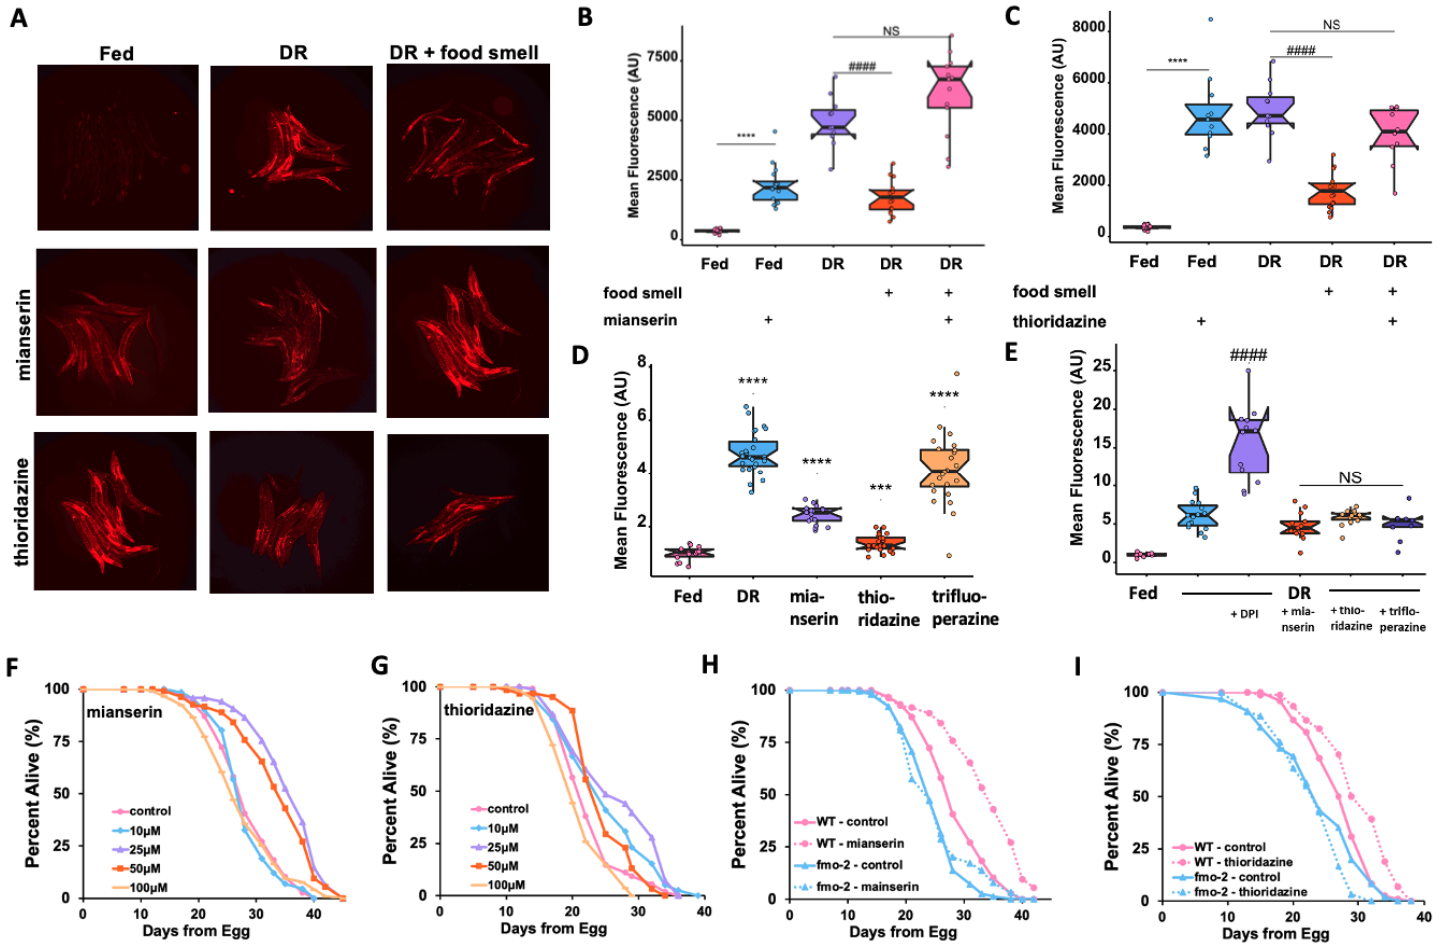 A
Fed
DR
DR + food smell
mianserin
thioridazine
B
Mean Fluorescence (AU)
7500
5000
2500
0
****
####
NS
Fed
Fed
DR
DR
DR
food smell
+
+
mianserin
+
+
C
Mean Fluorescence (AU)
8000
6000
4000
2000
0
****
####
NS
Fed
Fed
DR
DR
DR
food smell
+
+
thioridazine
+
+
D
Mean Fluorescence (AU)
8
6
4
2
****
****
***
****
Fed
DR
mia-
nserin
thio-
ridazine
trifluo-
perazine
E
Mean Fluorescence (AU)
25
20
15
10
5
0
####
NS
Fed
DR
+ DPI
+ mia-
nserin
+ thio-
ridazine
+ triflo-
perazine
F
Percent Alive (%)
100
75
50
25
0
mianserin
control
10µM
25µM
50µM
100µM
0
10
20
30
40
Days from Egg
G
Percent Alive (%)
100
75
50
25
0
thioridazine
control
10µM
25µM
50µM
100µM
0
10
20
30
40
Days from Egg
H
Percent Alive (%)
100
75
50
25
0
WT - control
WT - mianserin
fmo-2 - control
fmo-2 - mainserin
0
10
20
30
40
Days from Egg
I
Percent Alive (%)
100
75
50
25
0
WT - control
WT - thioridazine
fmo-2 - control
fmo-2 - thioridazine
0
10
20
30
40
Days from Egg